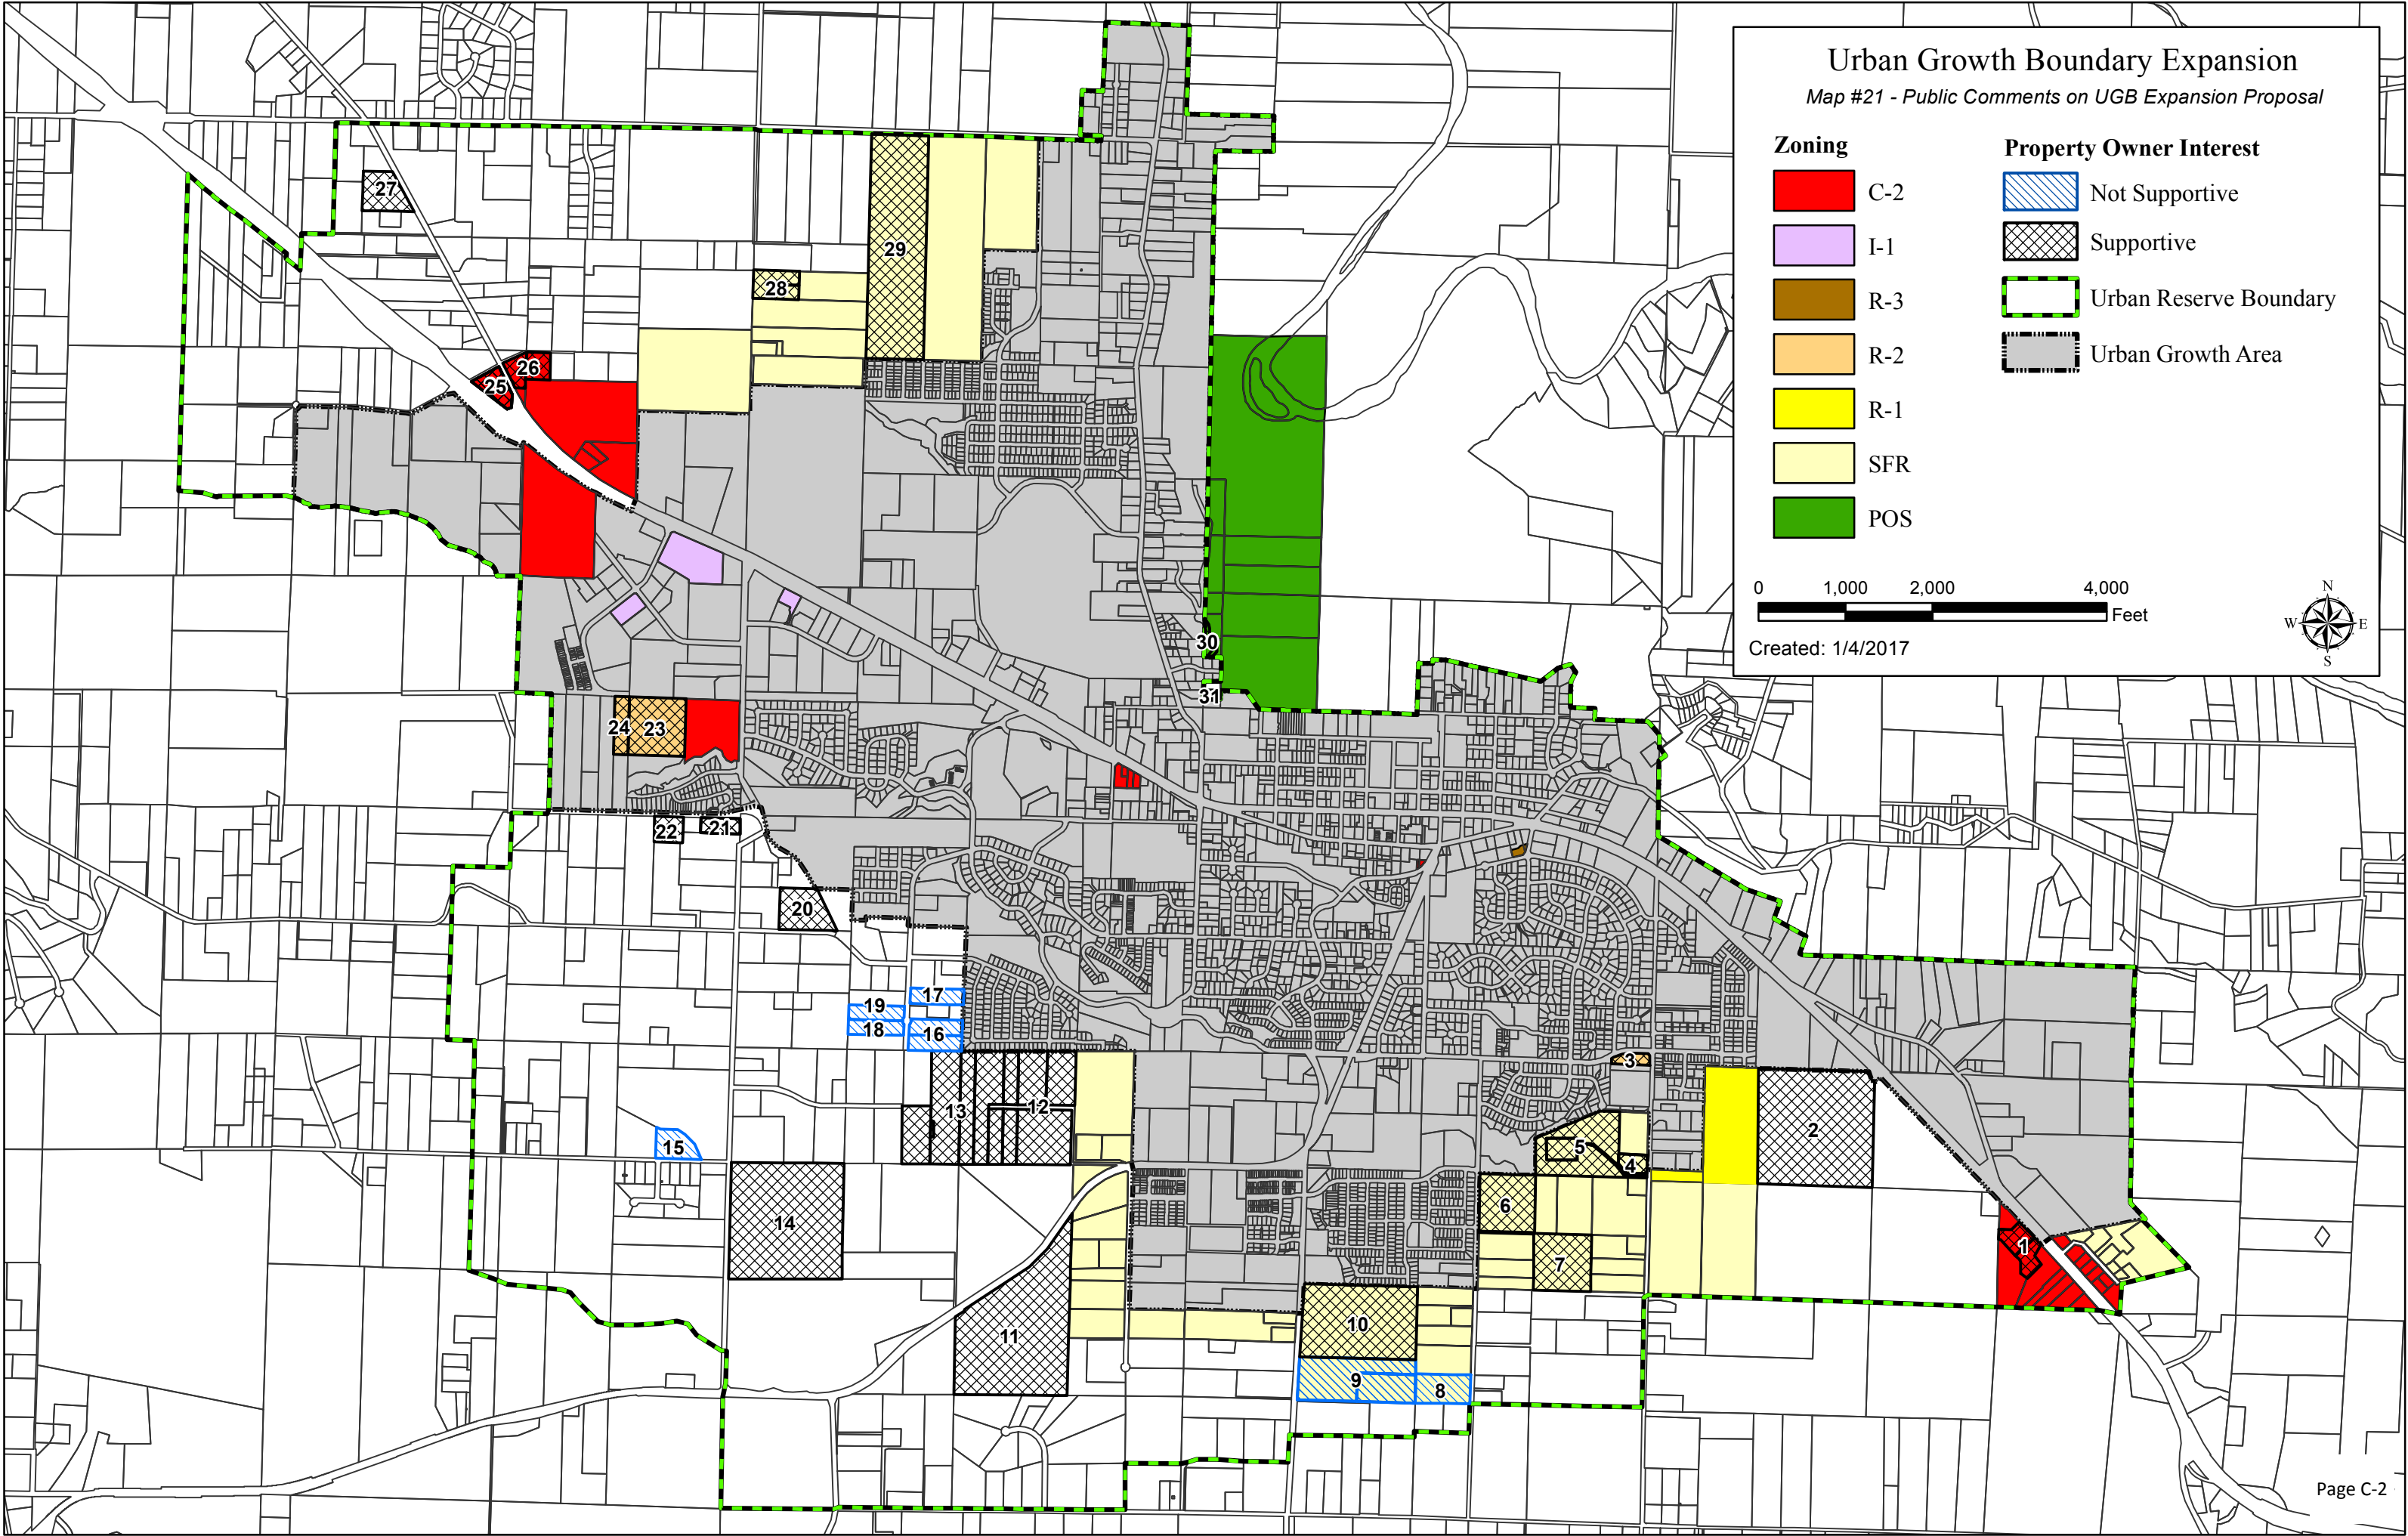 Urban Growth Boundary Expansion
Map #21 - Public Comments on UGB Expansion Proposal
Zoning
C-2
I-1
R-3
R-2
R-1
SFR
POS
Property Owner Interest
Not Supportive
Supportive
Urban Reserve Boundary
Urban Growth Area
0 1,000 2,000 4,000
Feet
Created: 1/4/2017
N
W E
S
27
29
28
26
25
30
31
24 23
22 21
20
17
19
18 16
3
13 12
2
15
5
4
14
6
1
7
11
10
9 8
Page C-2